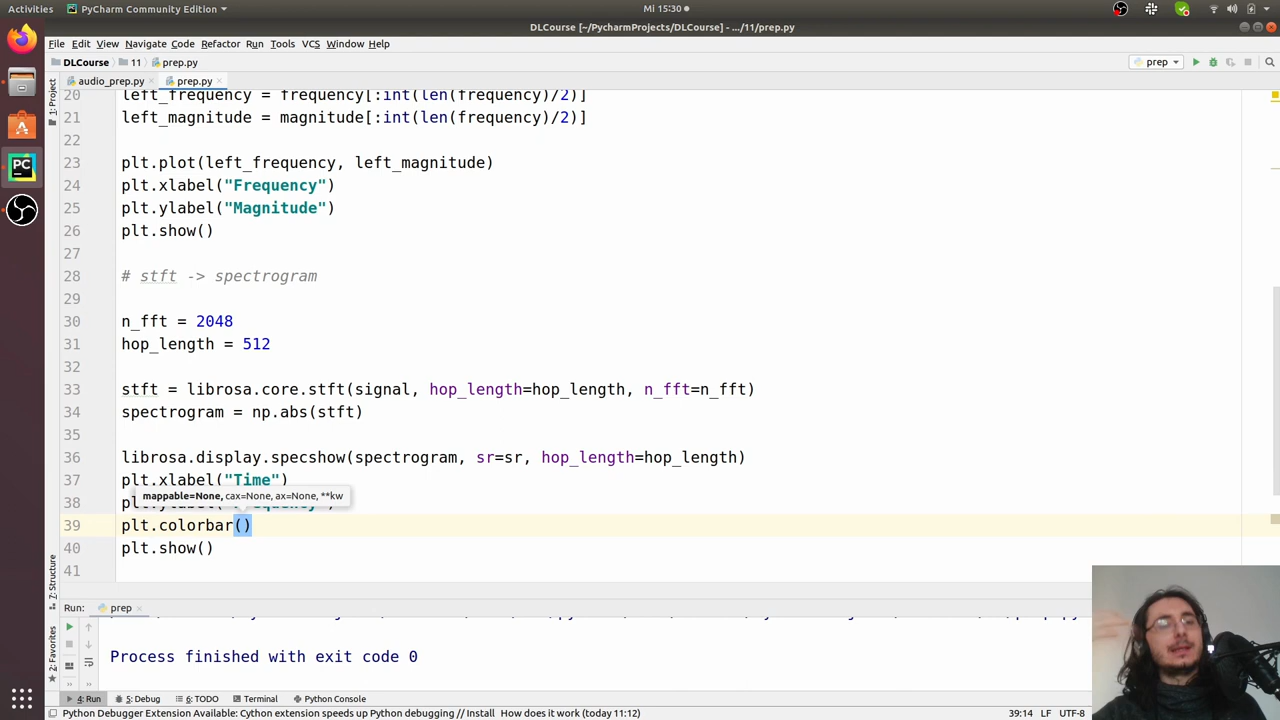 Activities
PyCharm Community Edition
Mi 15:30
DLCourse [~/PycharmProjects/DLCourse] - .../11/prep.py
File Edit View Navigate Code Refactor Run Tools VCS Window Help
DLCourse 11 prep.py
prep
audio_prep.py prep.py
1: Project
20 left_frequency = frequency[:int(len(frequency)/2)]
21 left_magnitude = magnitude[:int(len(frequency)/2)]
22
23 plt.plot(left_frequency, left_magnitude)
24 plt.xlabel("Frequency")
25 plt.ylabel("Magnitude")
26 plt.show()
27
28 # stft -> spectrogram
29
30 n_fft = 2048
31 hop_length = 512
32
33 stft = librosa.core.stft(signal, hop_length=hop_length, n_fft=n_fft)
34 spectrogram = np.abs(stft)
35
36 librosa.display.specshow(spectrogram, sr=sr, hop_length=hop_length)
37 plt.xlabel("Time")
mappable=None, cax=None, ax=None, **kw
38
39 plt.colorbar()
40 plt.show()
41
7: Structure
2: Favorites
Run: prep
Process finished with exit code 0
4: Run 5: Debug 6: TODO Terminal Python Console
Python Debugger Extension Available: Cython extension speeds up Python debugging // Install How does it work (today 11:12)
39:14 LF UTF-8
PC